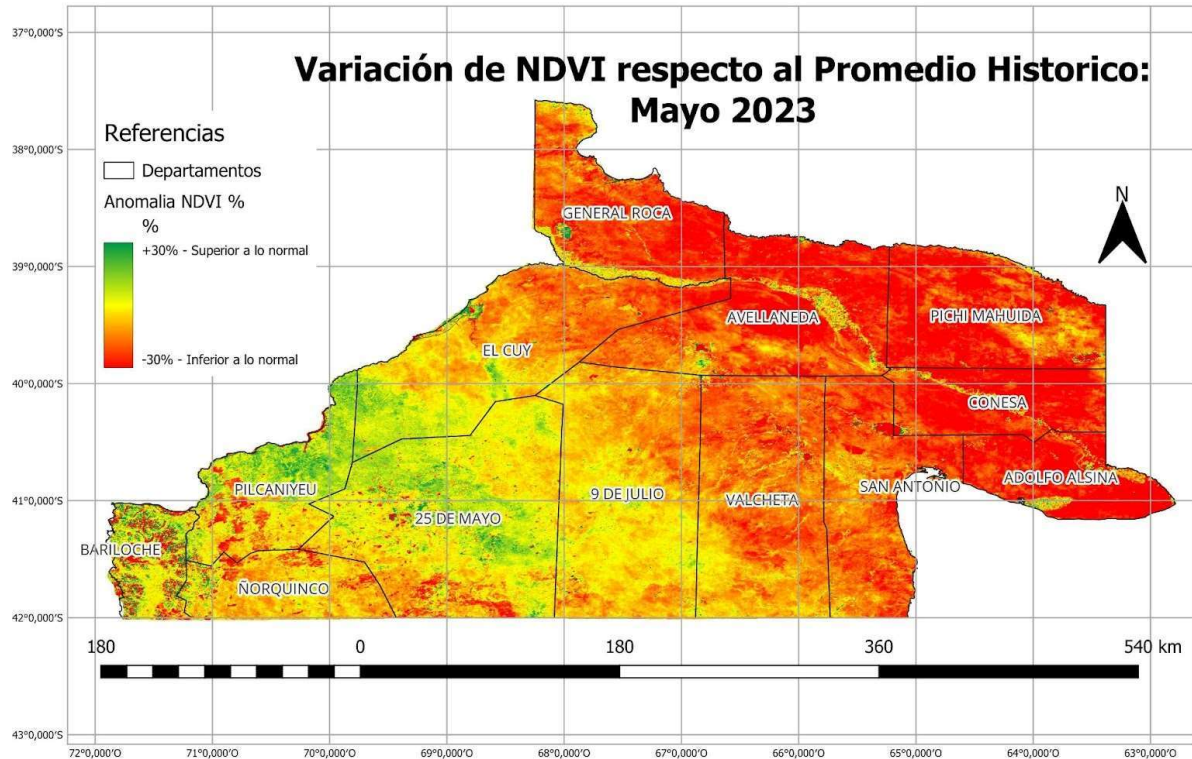 Variación de NDVI respecto al Promedio Historico:
Mayo 2023
Referencias
Departamentos
Anomalia NDVI %
%
+30% - Superior a lo normal
-30% - Inferior a lo normal
N
GENERAL ROCA
AVELLANEDA
PICHI MAHUIDA
EL CUY
CONESA
ADOLFO ALSINA
SAN ANTONIO
PILCANIYEU
9 DE JULIO
VALCHETA
25 DE MAYO
BARILOCHE
ÑORQUINCO
37°0,000'S
38°0,000'S
39°0,000'S
40°0,000'S
41°0,000'S
42°0,000'S
43°0,000'S
180 0 180 360 540 km
72°0,000'O 71°0,000'O 70°0,000'O 69°0,000'O 68°0,000'O 67°0,000'O 66°0,000'O 65°0,000'O 64°0,000'O 63°0,000'O